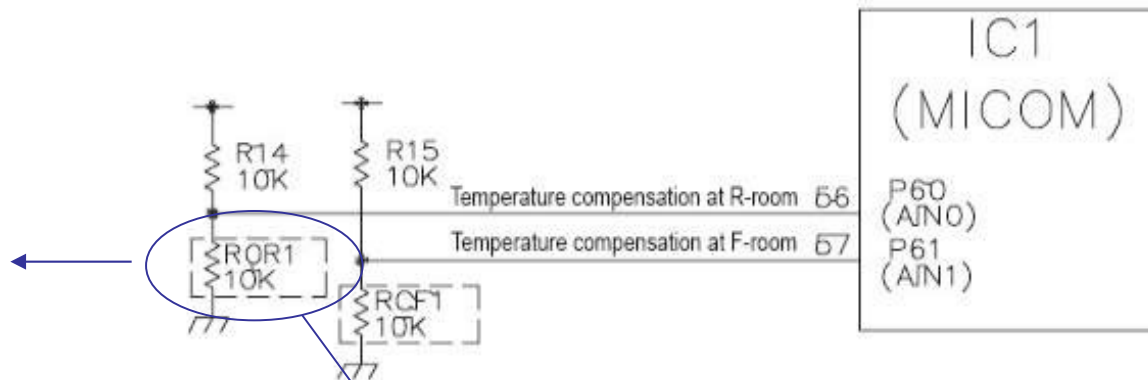 IC1
(MICOM)
R14
10K
R15
10K
Temperature compensation at R-room 56
P60
(AIN0)
Temperature compensation at F-room 57
P61
(AIN1)
RCR1
10K
RCF1
10K